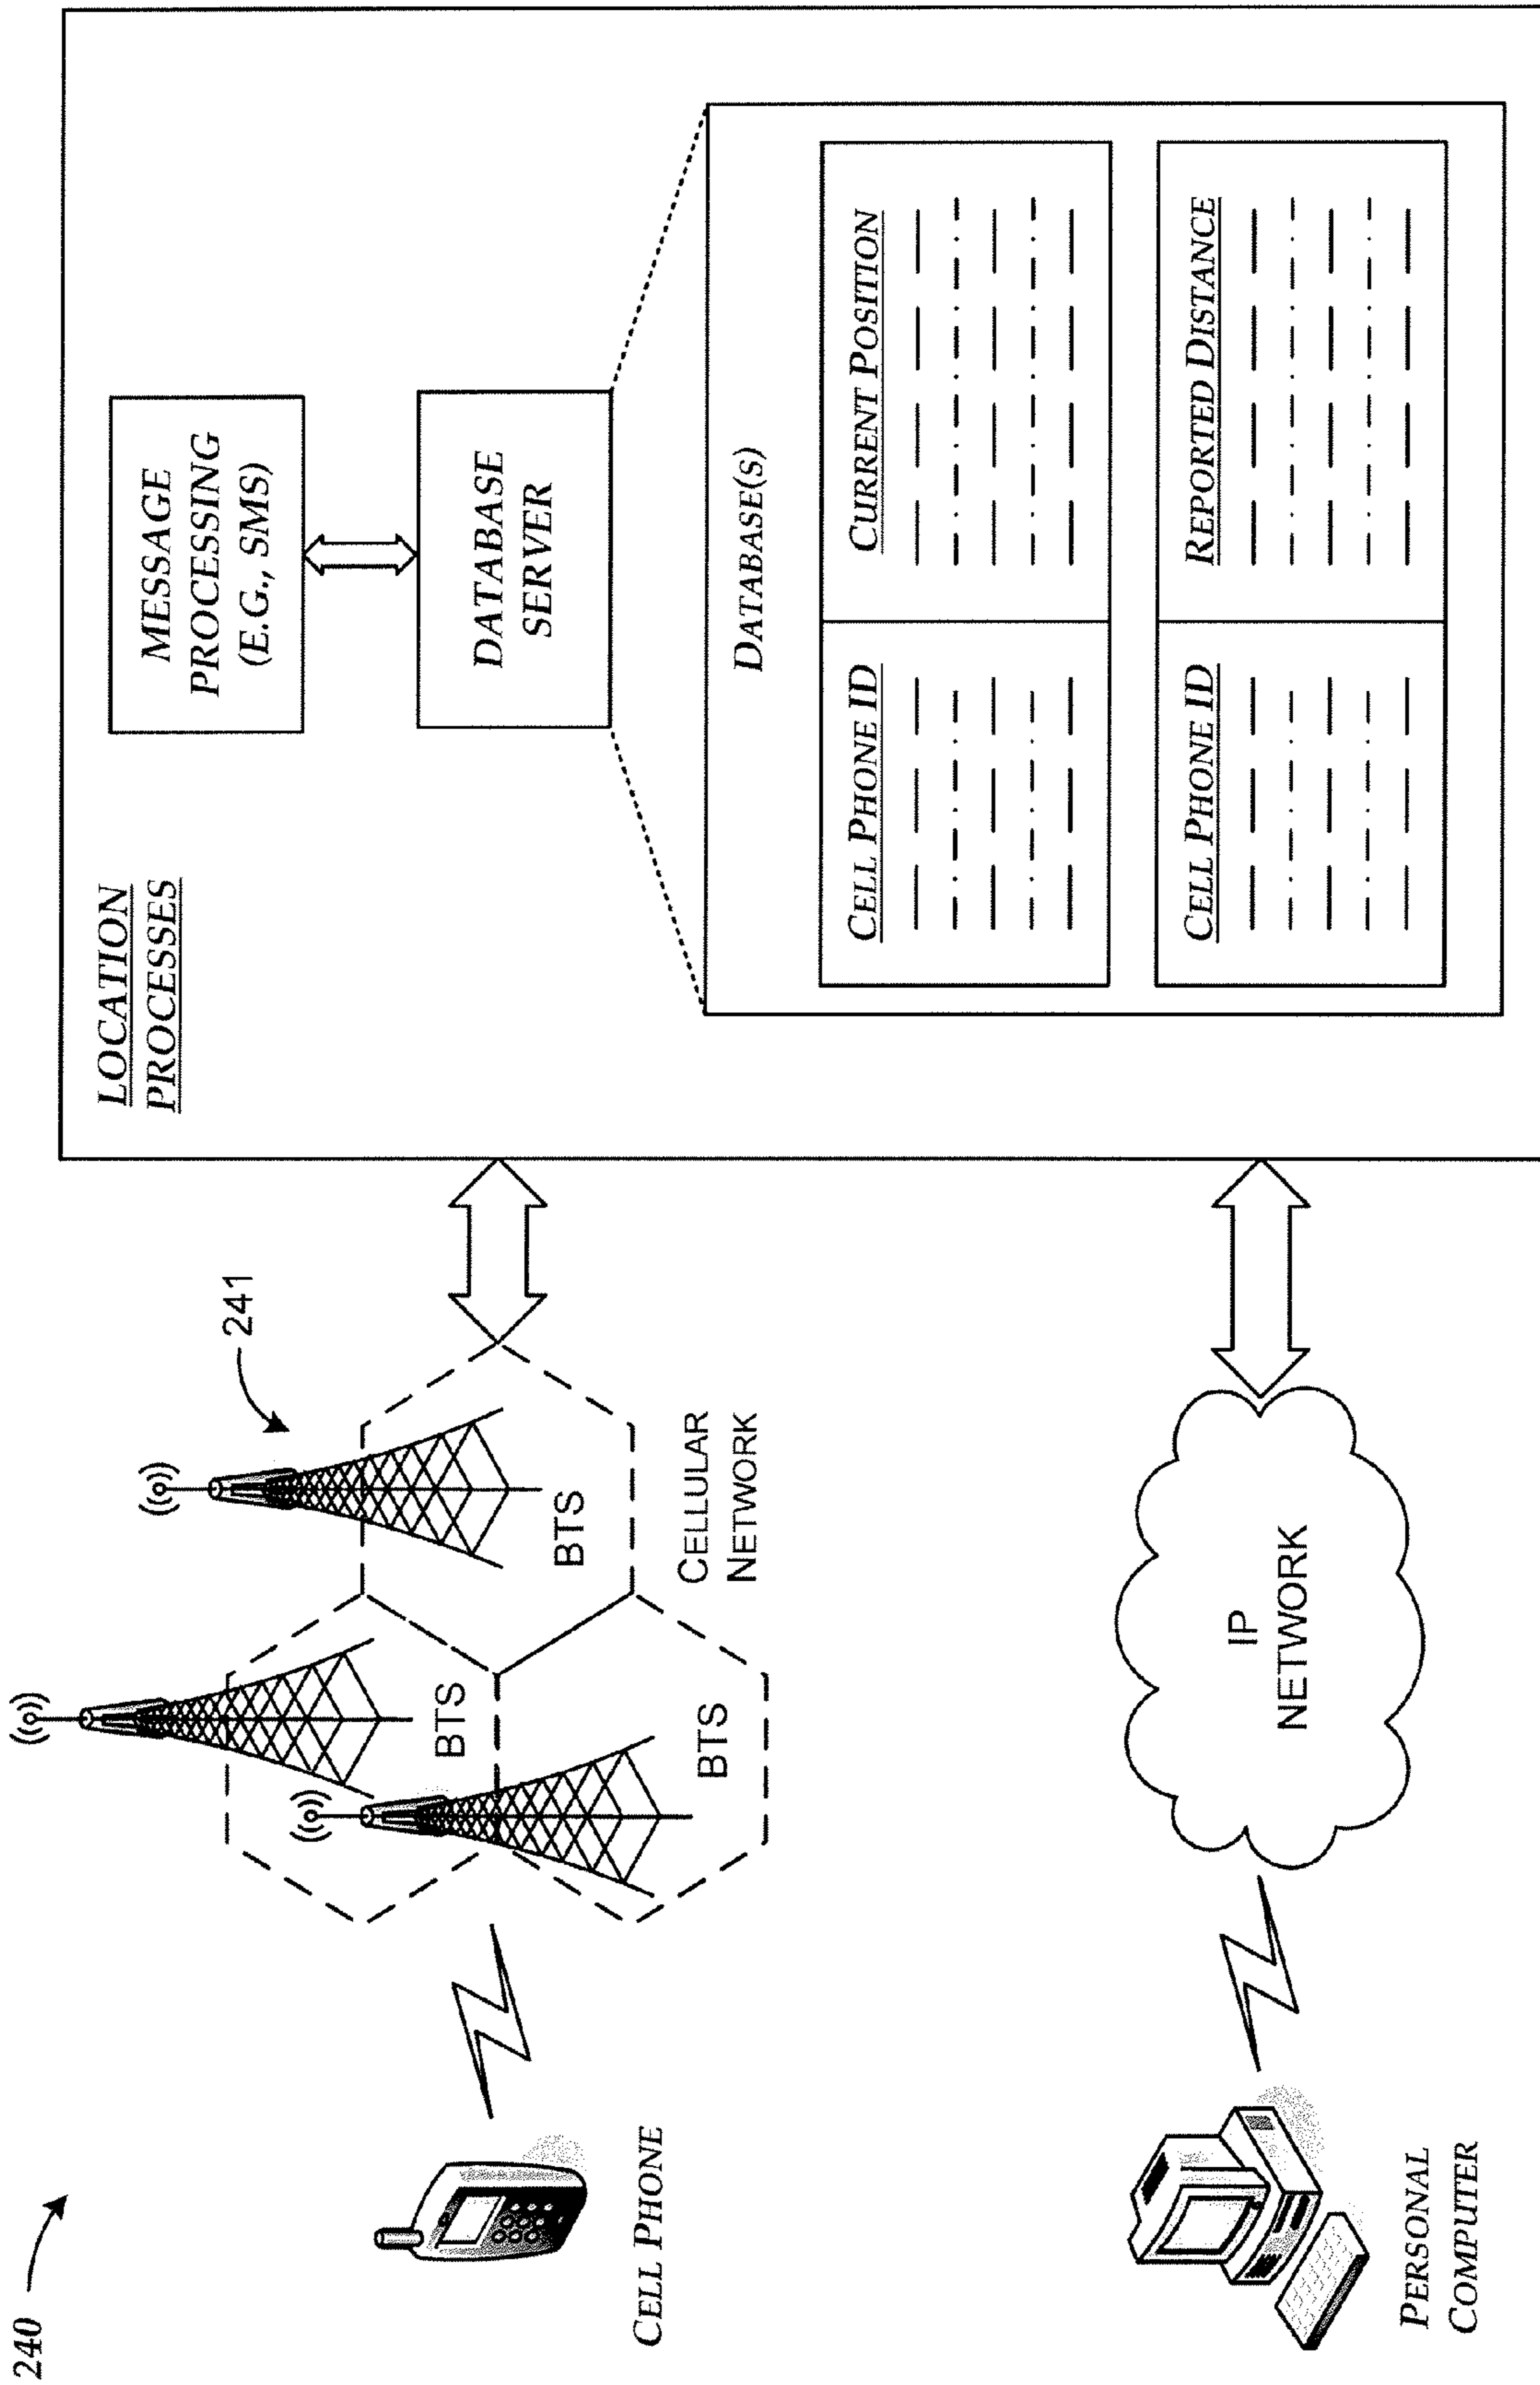 240
241
LOCATION
PROCESSES
MESSAGE
PROCESSING
(E.G., SMS)
DATABASE
SERVER
DATABASE(S)
CELL PHONE ID
CURRENT POSITION
CELL PHONE ID
REPORTED DISTANCE
BTS
BTS
BTS
CELLULAR
NETWORK
CELL PHONE
IP
NETWORK
PERSONAL
COMPUTER